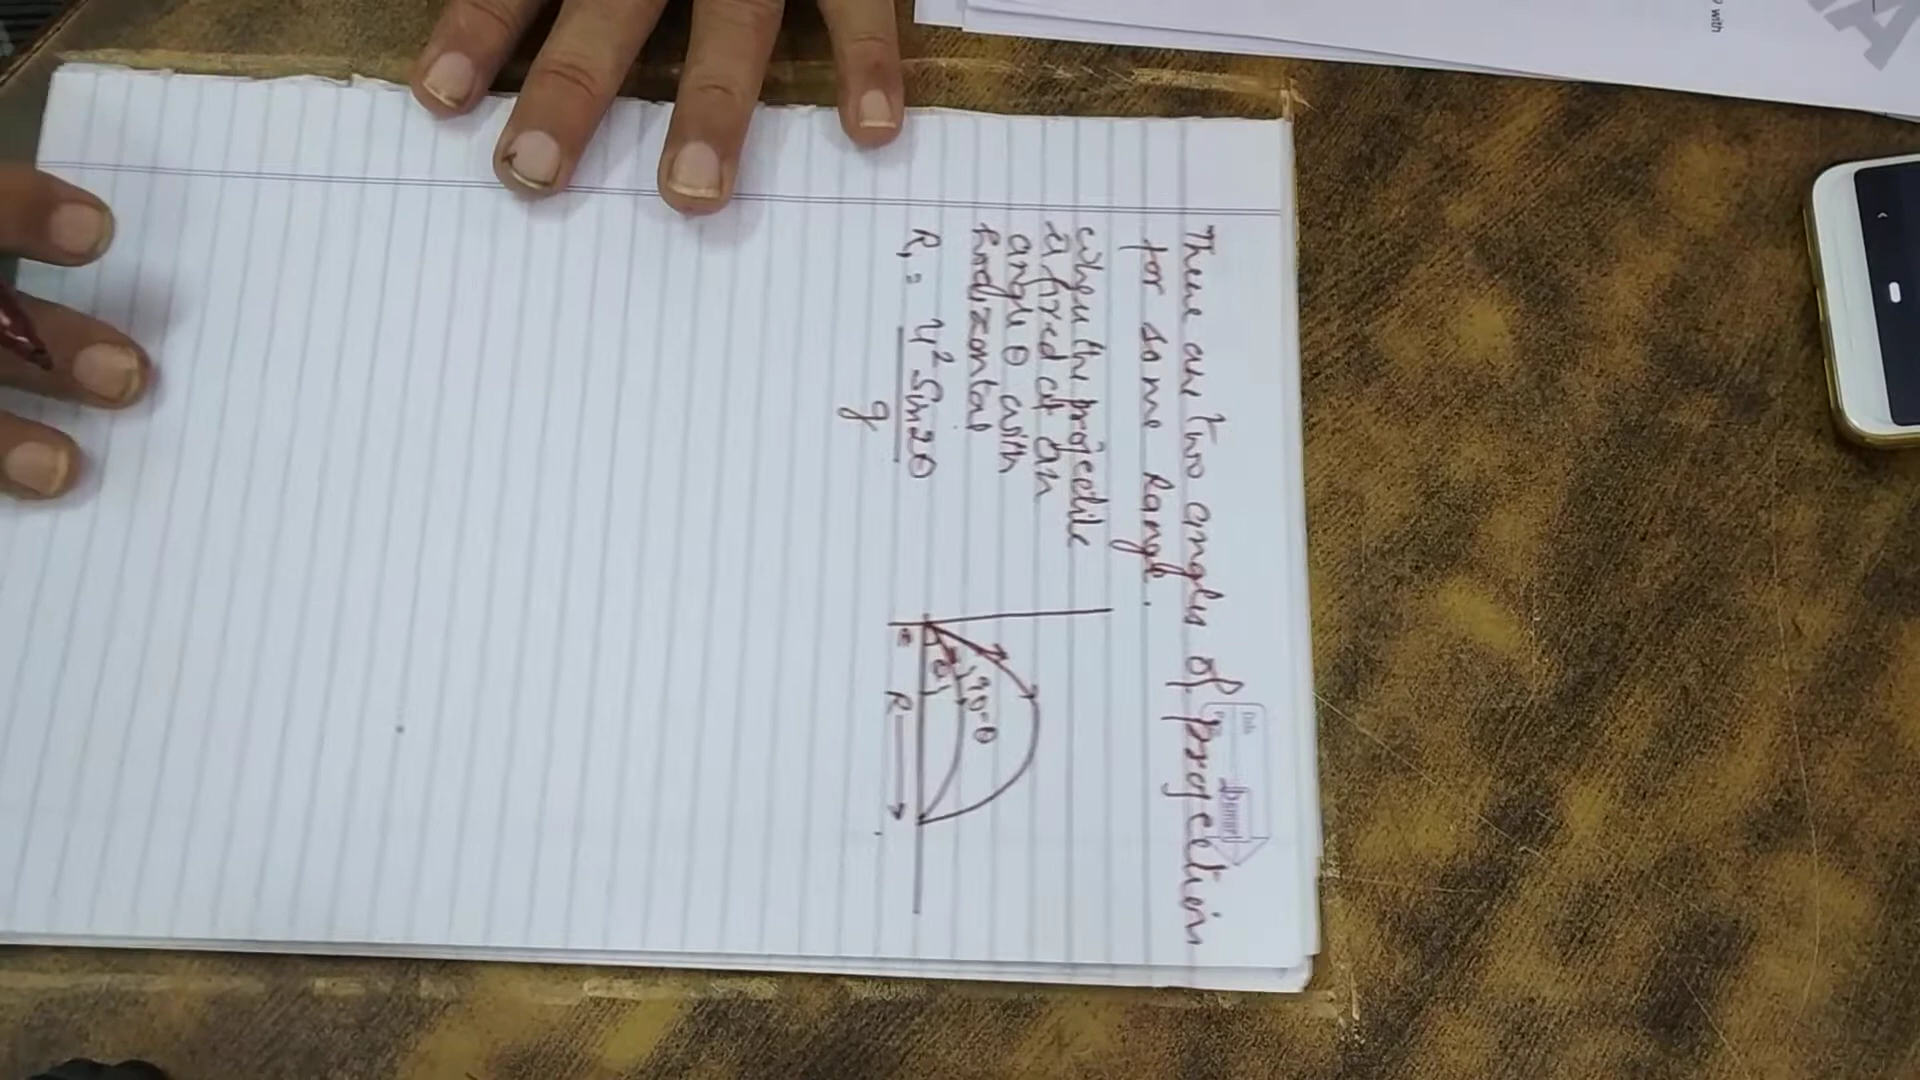 There are two angles of projection
for same Range.
When the projectile
is fired at an
angle θ with
horizontal
R₁ = u² Sin2θ
g
90-θ
θ
R
with